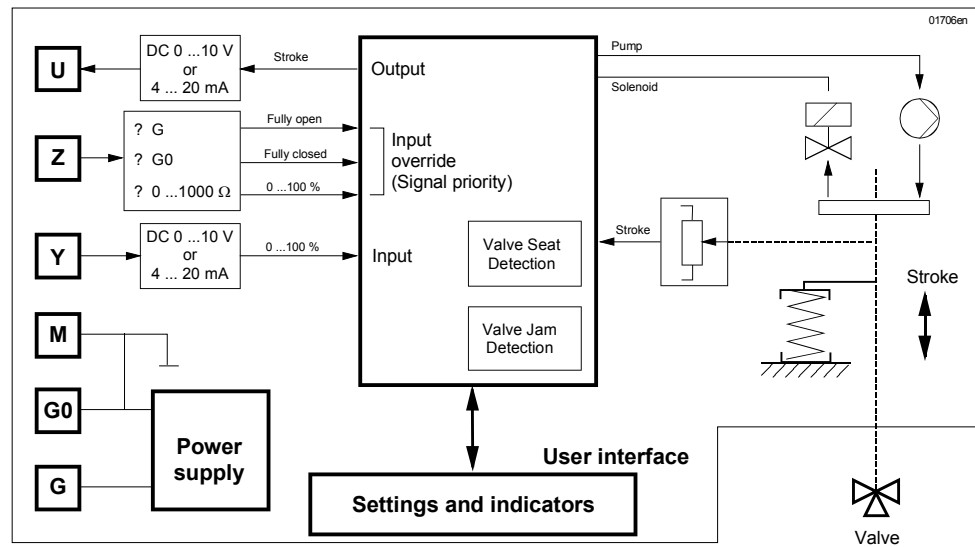 01706en
U
DC 0 ...10 V
or
4 ... 20 mA
Stroke
Output
Pump
Solenoid
Z
? G
? G0
? 0 ...1000 Ω
Fully open
Fully closed
0 ...100 %
Input
override
(Signal priority)
Y
DC 0 ...10 V
or
4 ... 20 mA
0 ...100 %
Input
Valve Seat
Detection
Valve Jam
Detection
Stroke
Stroke
M
G0
G
Power
supply
User interface
Settings and indicators
Valve